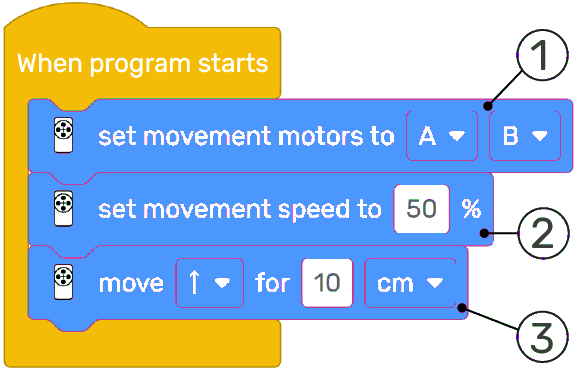 When program starts
1
set movement motors to A B
set movement speed to 50 %
2
move ↑ for 10 cm
3